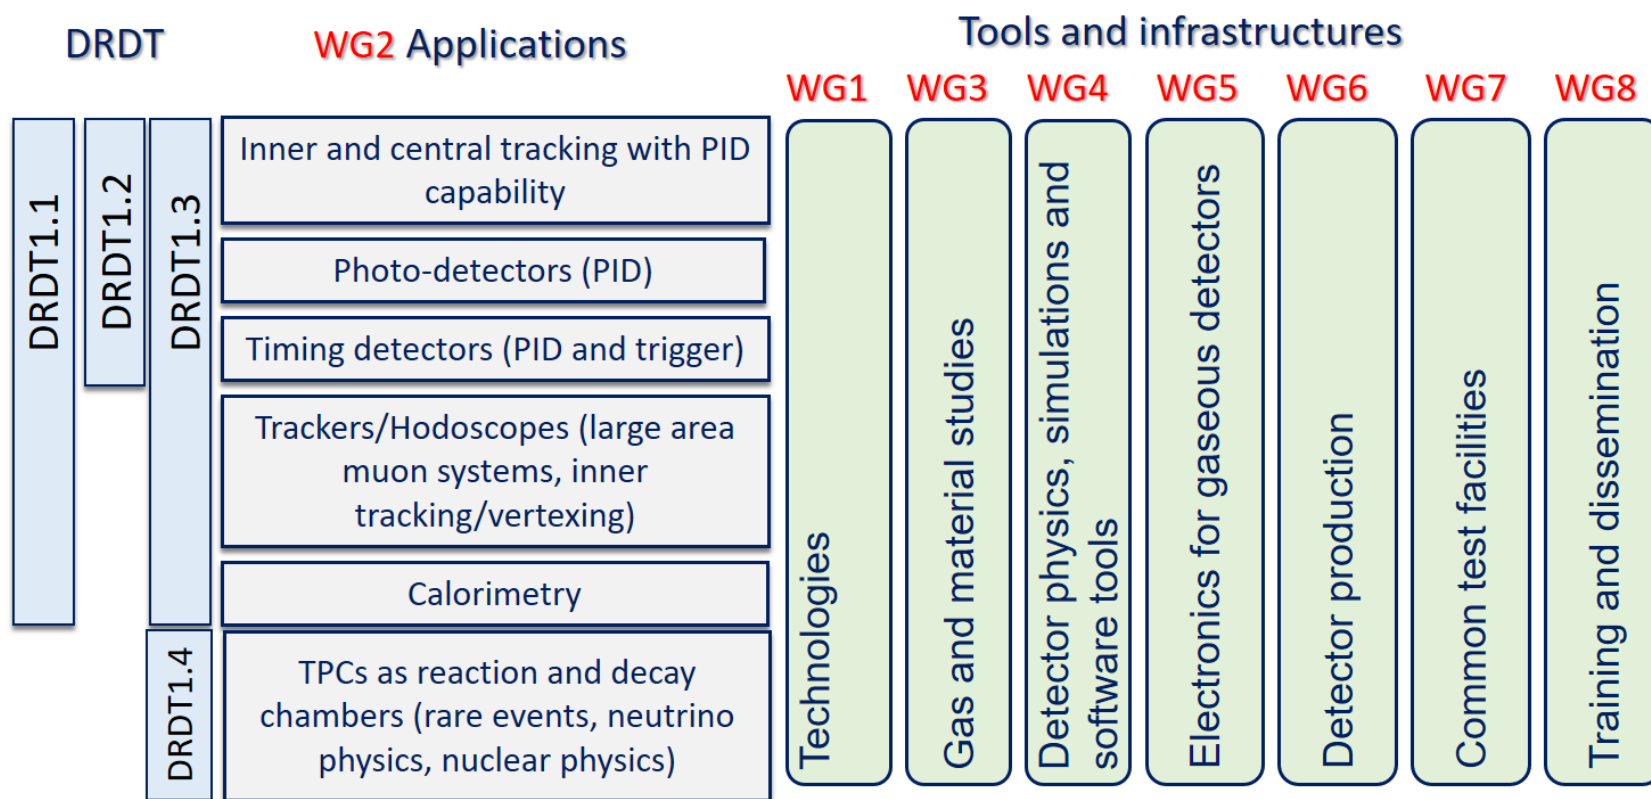 DRDT
WG2 Applications
Tools and infrastructures
WG1
WG3
WG4
WG5
WG6
WG7
WG8
DRDT1.1
DRDT1.2
DRDT1.3
DRDT1.4
Inner and central tracking with PID
capability
Photo-detectors (PID)
Timing detectors (PID and trigger)
Trackers/Hodoscopes (large area
muon systems, inner
tracking/vertexing)
Calorimetry
TPCs as reaction and decay
chambers (rare events, neutrino
physics, nuclear physics)
Technologies
Gas and material studies
Detector physics, simulations and
software tools
Electronics for gaseous detectors
Detector production
Common test facilities
Training and dissemination